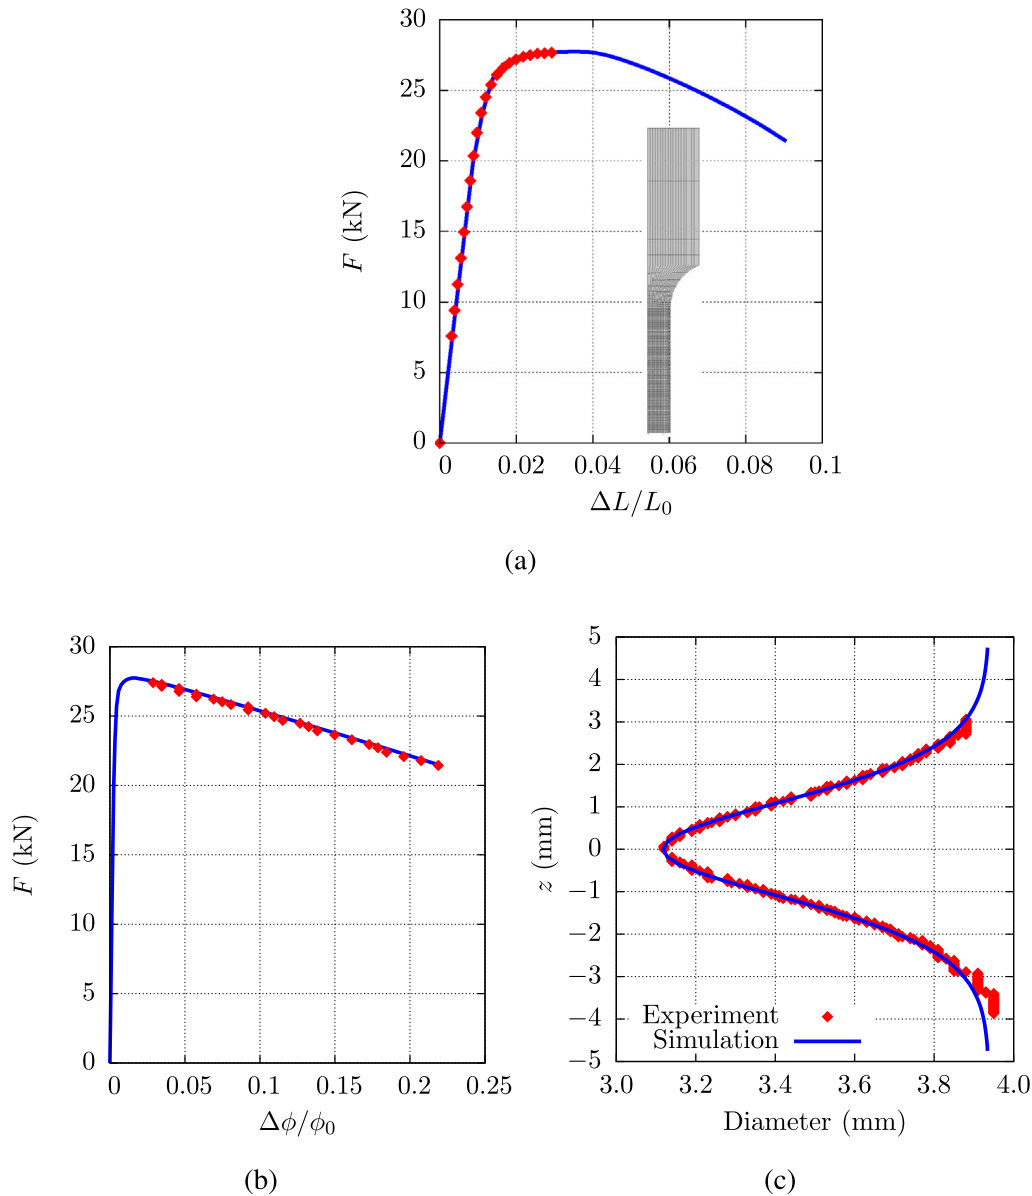 30
25
20
15
10
5
0
F (kN)
0 0.02 0.04 0.06 0.08 0.1
ΔL/L₀
(a)
30
25
20
15
10
5
0
F (kN)
0 0.05 0.1 0.15 0.2 0.25
Δϕ/ϕ₀
(b)
5
4
3
2
1
0
−1
−2
−3
−4
−5
z (mm)
Experiment
Simulation
3.0 3.2 3.4 3.6 3.8 4.0
Diameter (mm)
(c)